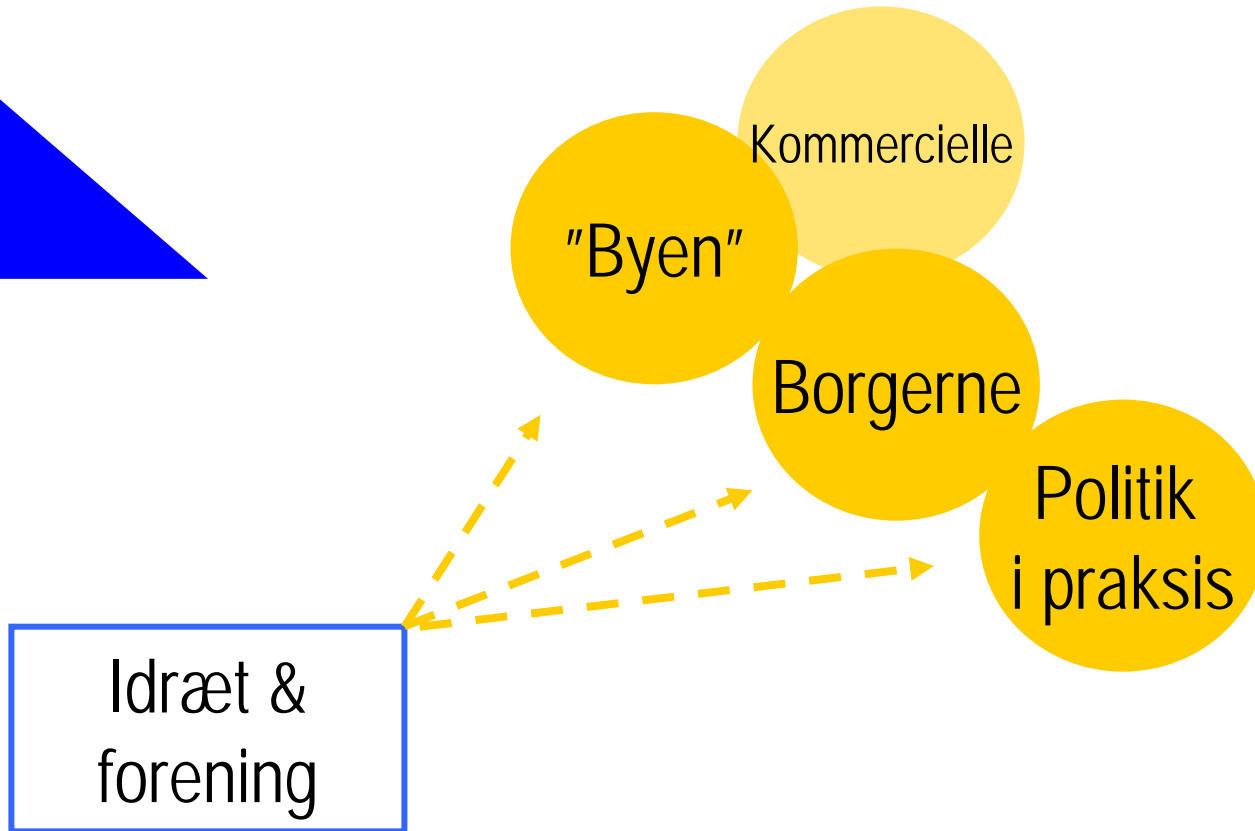 Kommercielle
"Byen"
Borgerne
Politik
i praksis
Idræt &
forening